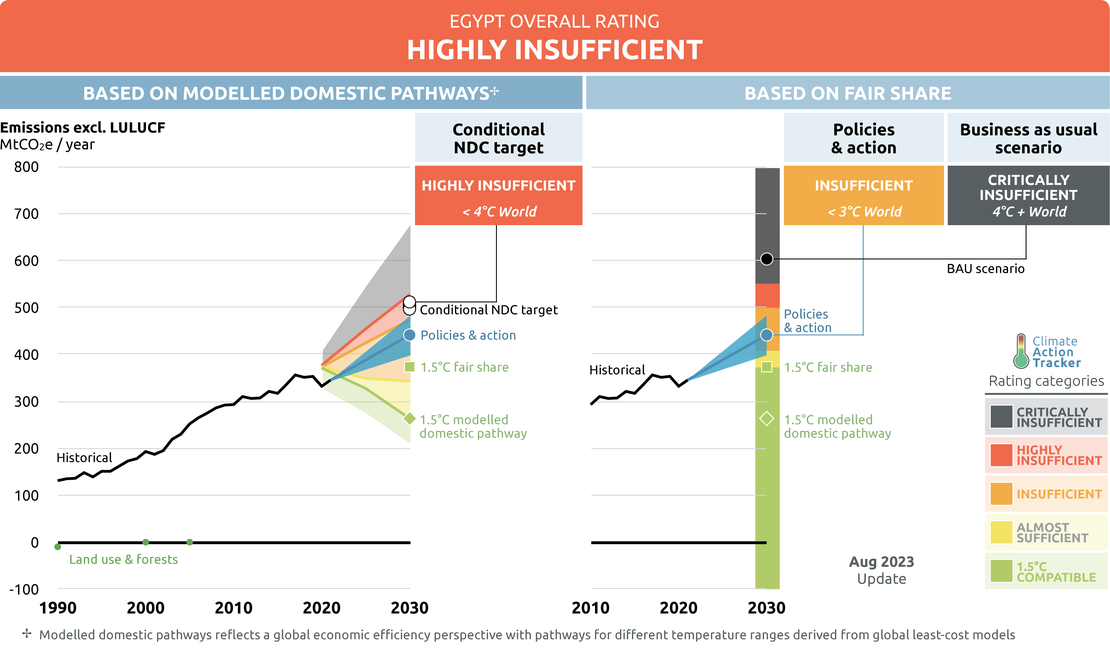 EGYPT OVERALL RATING
HIGHLY INSUFFICIENT
BASED ON MODELLED DOMESTIC PATHWAYS✢
BASED ON FAIR SHARE
Emissions excl. LULUCF
MtCO₂e / year
Conditional
NDC target
HIGHLY INSUFFICIENT
< 4°C World
Policies
& action
INSUFFICIENT
< 3°C World
Business as usual
scenario
CRITICALLY
INSUFFICIENT
4°C + World
800
700
600
500
400
300
200
100
0
-100
Historical
Land use & forests
Conditional NDC target
Policies & action
1.5°C fair share
1.5°C modelled
domestic pathway
1990
2000
2010
2020
2030
Historical
BAU scenario
Policies
& action
1.5°C fair share
1.5°C modelled
domestic pathway
2010
2020
2030
Climate
Action
Tracker
Rating categories
CRITICALLY
INSUFFICIENT
HIGHLY
INSUFFICIENT
INSUFFICIENT
ALMOST
SUFFICIENT
1.5°C
COMPATIBLE
Aug 2023
Update
✢ Modelled domestic pathways reflects a global economic efficiency perspective with pathways for different temperature ranges derived from global least-cost models